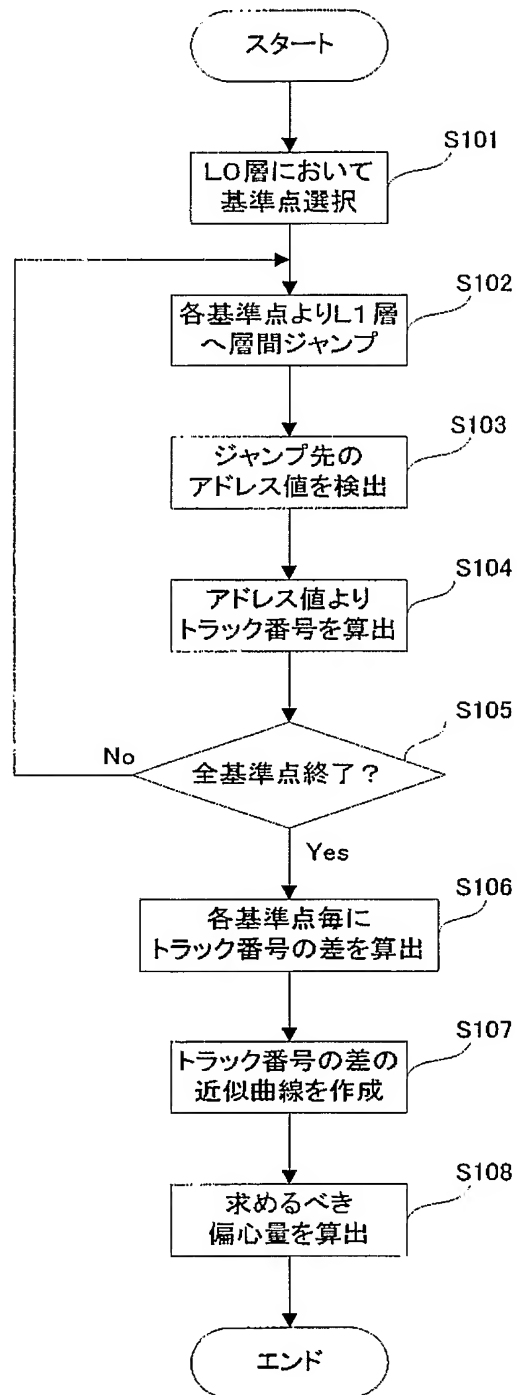 スタート
S101
L0層において
基準点選択
S102
各基準点よりL1層
へ層間ジャンプ
S103
ジャンプ先の
アドレス値を検出
S104
アドレス値より
トラック番号を算出
S105
No
全基準点終了?
Yes
S106
各基準点毎に
トラック番号の差を算出
S107
トラック番号の差の
近似曲線を作成
S108
求めるべき
偏心量を算出
エンド